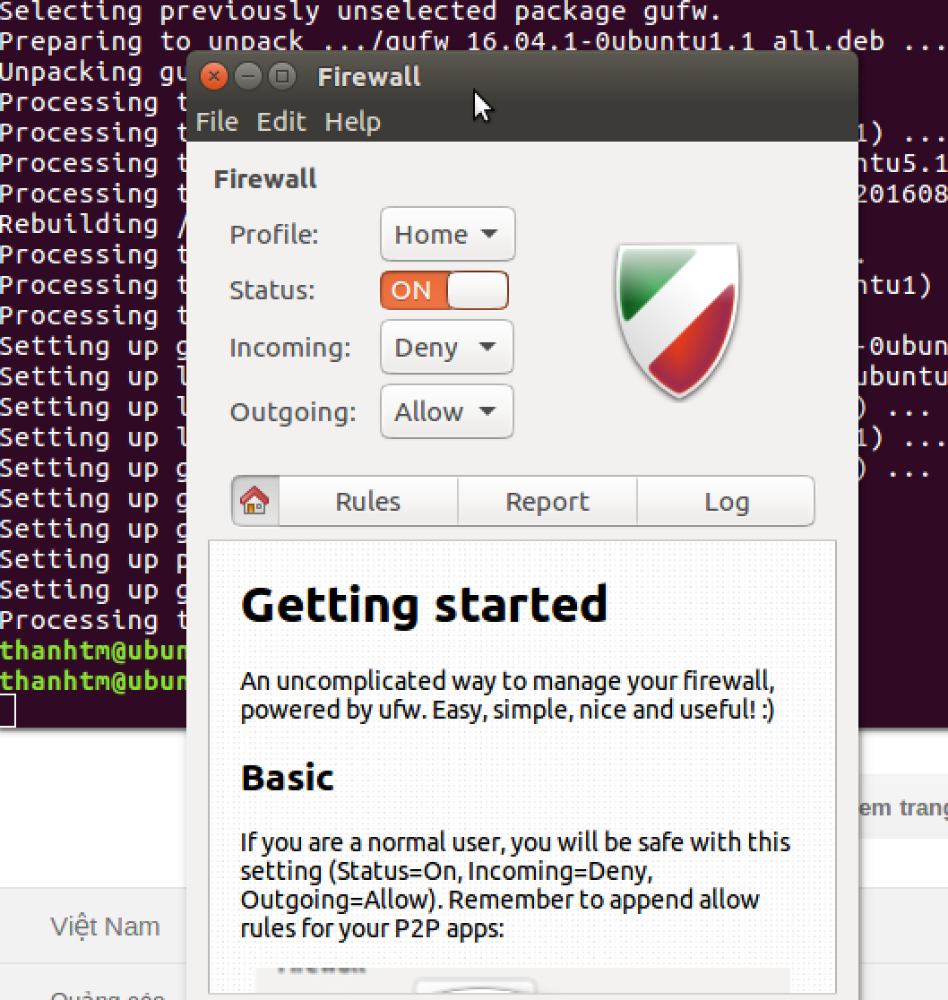 Selecting previously unselected package gufw.
Preparing to unpack .../gufw_16.04.1-0ubuntu1.1_all.deb ...
Unpacking gu
Processing t
Processing t 1) ...
Processing t ntu5.1
Processing t 201608
Rebuilding /
Processing t .
Processing t ntu1)
Processing t
Setting up g -0ubun
Setting up l ubuntu
Setting up l ) ...
Setting up l 1) ...
Setting up g ) ...
Setting up g
Setting up g
Setting up p
Setting up g
Processing t
thanhtm@ubun
thanhtm@ubun
Firewall
File Edit Help
Firewall
Profile: Home
Status: ON
Incoming: Deny
Outgoing: Allow
Rules Report Log
Getting started
An uncomplicated way to manage your firewall,
powered by ufw. Easy, simple, nice and useful! :)
Basic
If you are a normal user, you will be safe with this
setting (Status=On, Incoming=Deny,
Outgoing=Allow). Remember to append allow
rules for your P2P apps:
Firewall
em trang
Việt Nam
Quảng cáo